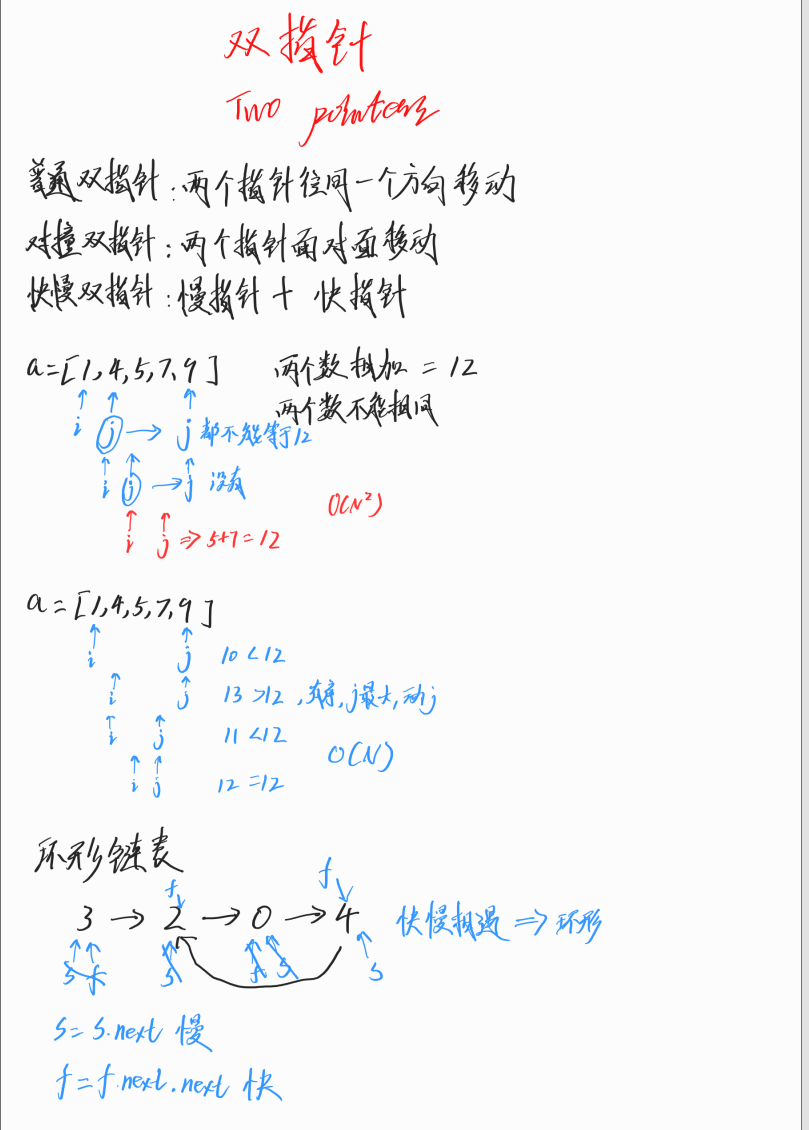 双指针
Two pointers
普通双指针:两个指针往同一个方向移动
对撞双指针:两个指针面对面移动
快慢双指针:慢指针+快指针
a=[1,4,5,7,9] 两个数相加=12
两个数不能相同
i j → j 都不能等于12
i j → j 没有
O(N²)
i j ⇒ 5+7=12
a=[1,4,5,7,9]
i j 10<12
i j 13>12,有序,j最大,动j
i j 11<12
O(N)
i j 12=12
环形链表
f f
3 → 2 → 0 → 4 快慢相遇 ⇒ 环形
s f s f s s
s=s.next 慢
f=f.next.next 快